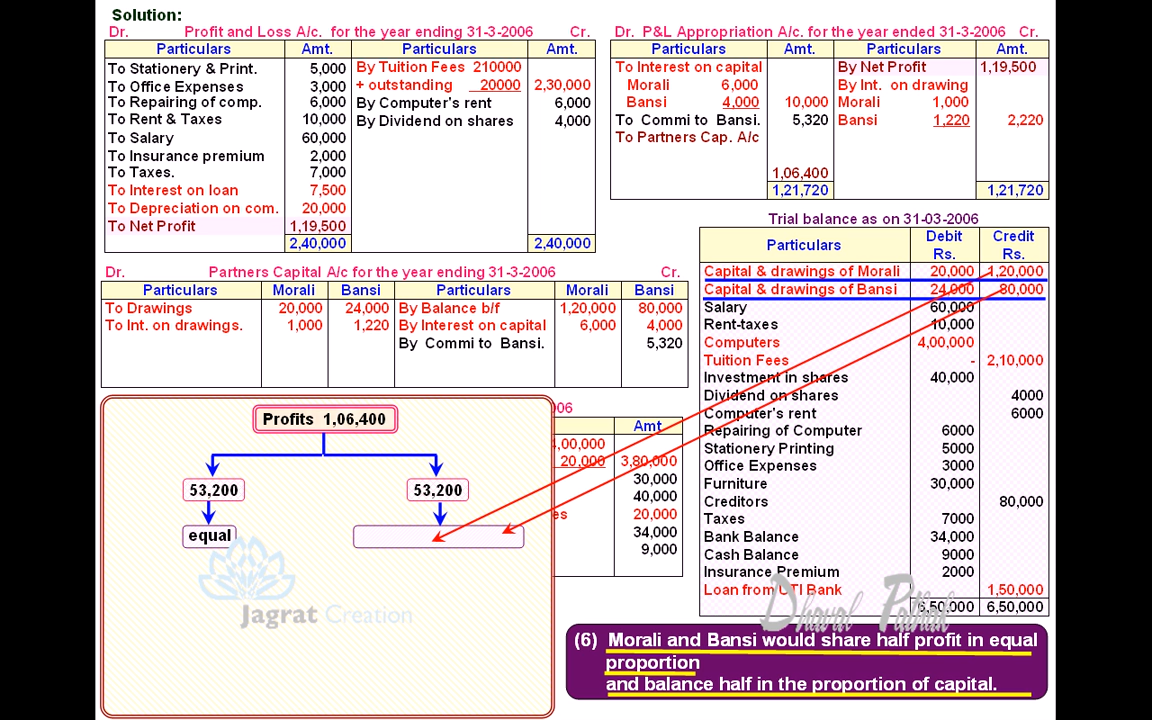 Solution:
Dr. Profit and Loss A/c. for the year ending 31-3-2006 Cr.
Particulars Amt. Particulars Amt.
To Stationery & Print. 5,000 By Tuition Fees 210000
To Office Expenses 3,000 + outstanding 20000 2,30,000
To Repairing of comp. 6,000 By Computer's rent 6,000
To Rent & Taxes 10,000 By Dividend on shares 4,000
To Salary 60,000
To Insurance premium 2,000
To Taxes. 7,000
To Interest on loan 7,500
To Depreciation on com. 20,000
To Net Profit 1,19,500
2,40,000 2,40,000
Dr. P&L Appropriation A/c. for the year ended 31-3-2006 Cr.
Particulars Amt. Particulars Amt.
To Interest on capital By Net Profit 1,19,500
Morali 6,000 By Int. on drawing
Bansi 4,000 10,000 Morali 1,000
To Commi to Bansi. 5,320 Bansi 1,220 2,220
To Partners Cap. A/c
1,06,400
1,21,720 1,21,720
Dr. Partners Capital A/c for the year ending 31-3-2006 Cr.
Particulars Morali Bansi Particulars Morali Bansi
To Drawings 20,000 24,000 By Balance b/f 1,20,000 80,000
To Int. on drawings. 1,000 1,220 By Interest on capital 6,000 4,000
By Commi to Bansi. 5,320
Trial balance as on 31-03-2006
Particulars Debit Rs. Credit Rs.
Capital & drawings of Morali 20,000 1,20,000
Capital & drawings of Bansi 24,000 80,000
Salary 60,000
Rent-taxes 10,000
Computers 4,00,000
Tuition Fees - 2,10,000
Investment in shares 40,000
Dividend on shares 4000
Computer's rent 6000
Repairing of Computer 6000
Stationery Printing 5000
Office Expenses 3000
Furniture 30,000
Creditors 80,000
Taxes 7000
Bank Balance 34,000
Cash Balance 9000
Insurance Premium 2000
Loan from UTI Bank 1,50,000
6,50,000 6,50,000
Amt
20,000 3,80,000
30,000
40,000
20,000
34,000
9,000
Profits 1,06,400
53,200 53,200
equal
Jagrat Creation
Dhaval Pathak
(6) Morali and Bansi would share half profit in equal
proportion
and balance half in the proportion of capital.